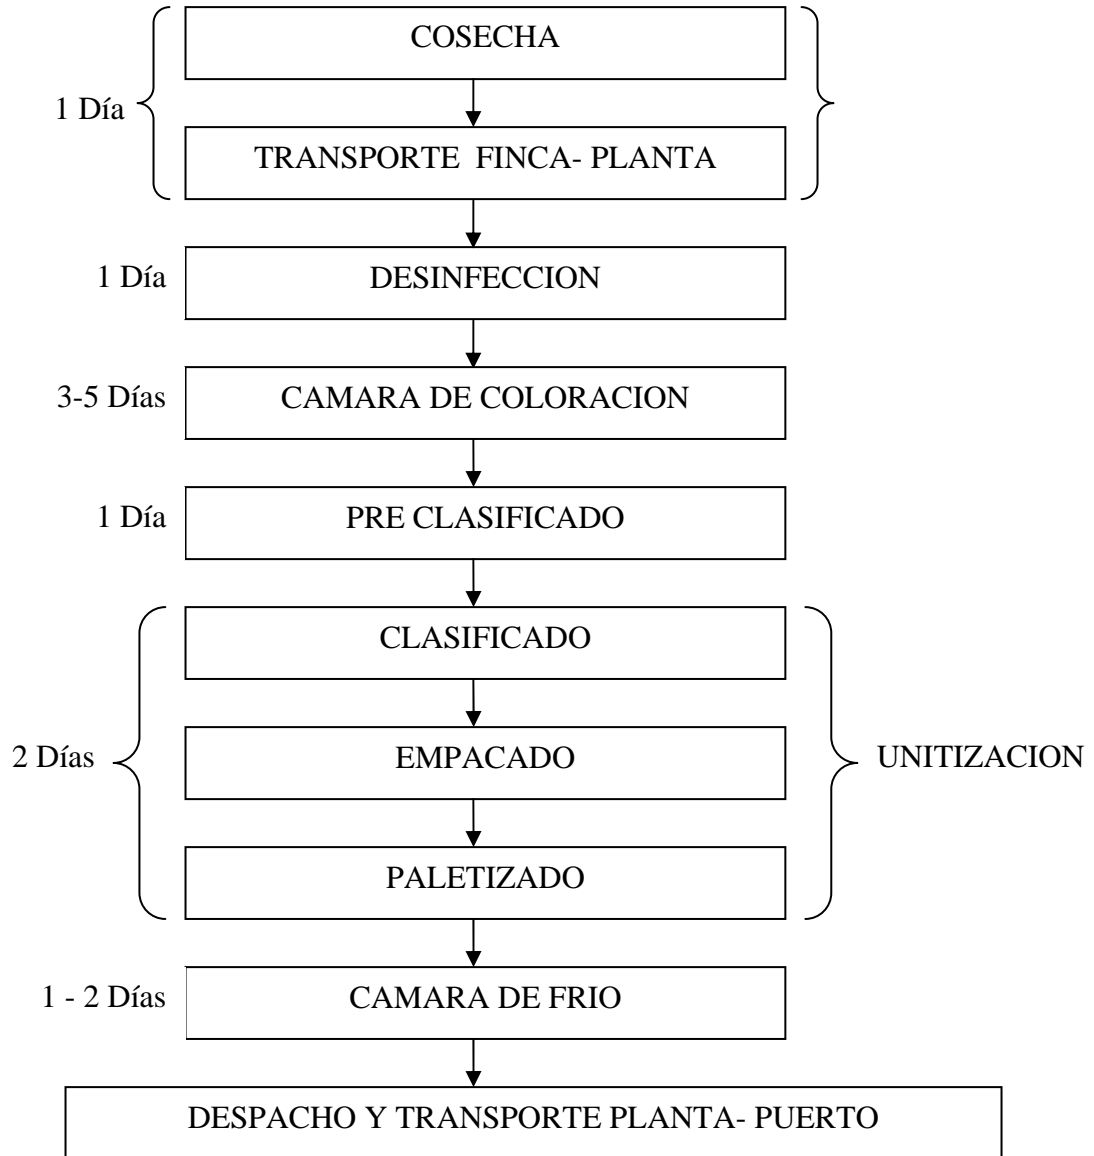 COSECHA
1 Día
TRANSPORTE FINCA- PLANTA
1 Día
DESINFECCION
3-5 Días
CAMARA DE COLORACION
1 Día
PRE CLASIFICADO
CLASIFICADO
2 Días
EMPACADO
UNITIZACION
PALETIZADO
1 - 2 Días
CAMARA DE FRIO
DESPACHO Y TRANSPORTE PLANTA- PUERTO